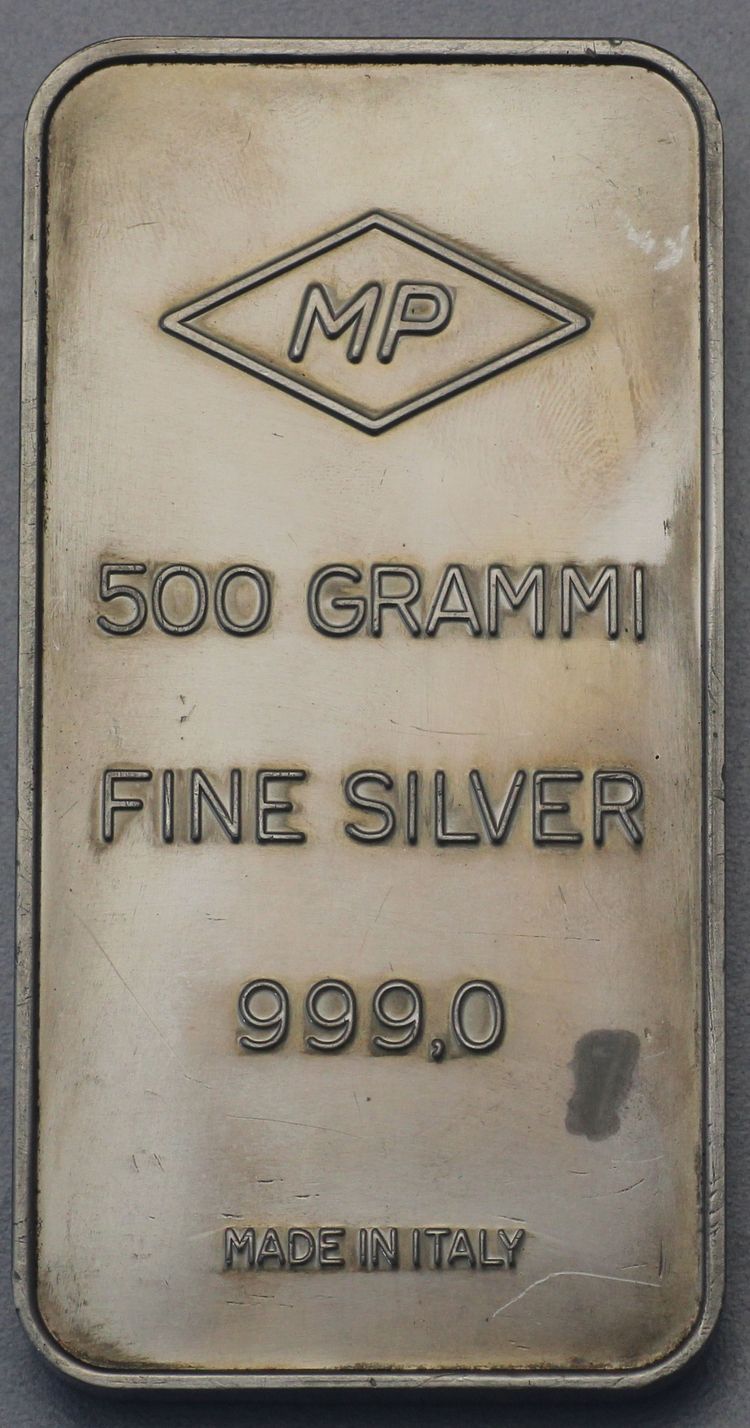 MP
500 GRAMMI
FINE SILVER
999,0
MADE IN ITALY